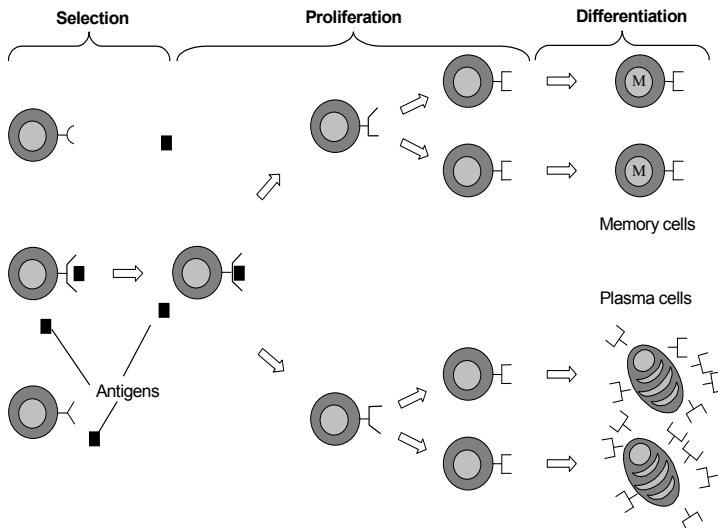 Selection
Proliferation
Differentiation
M
M
Memory cells
Plasma cells
Antigens